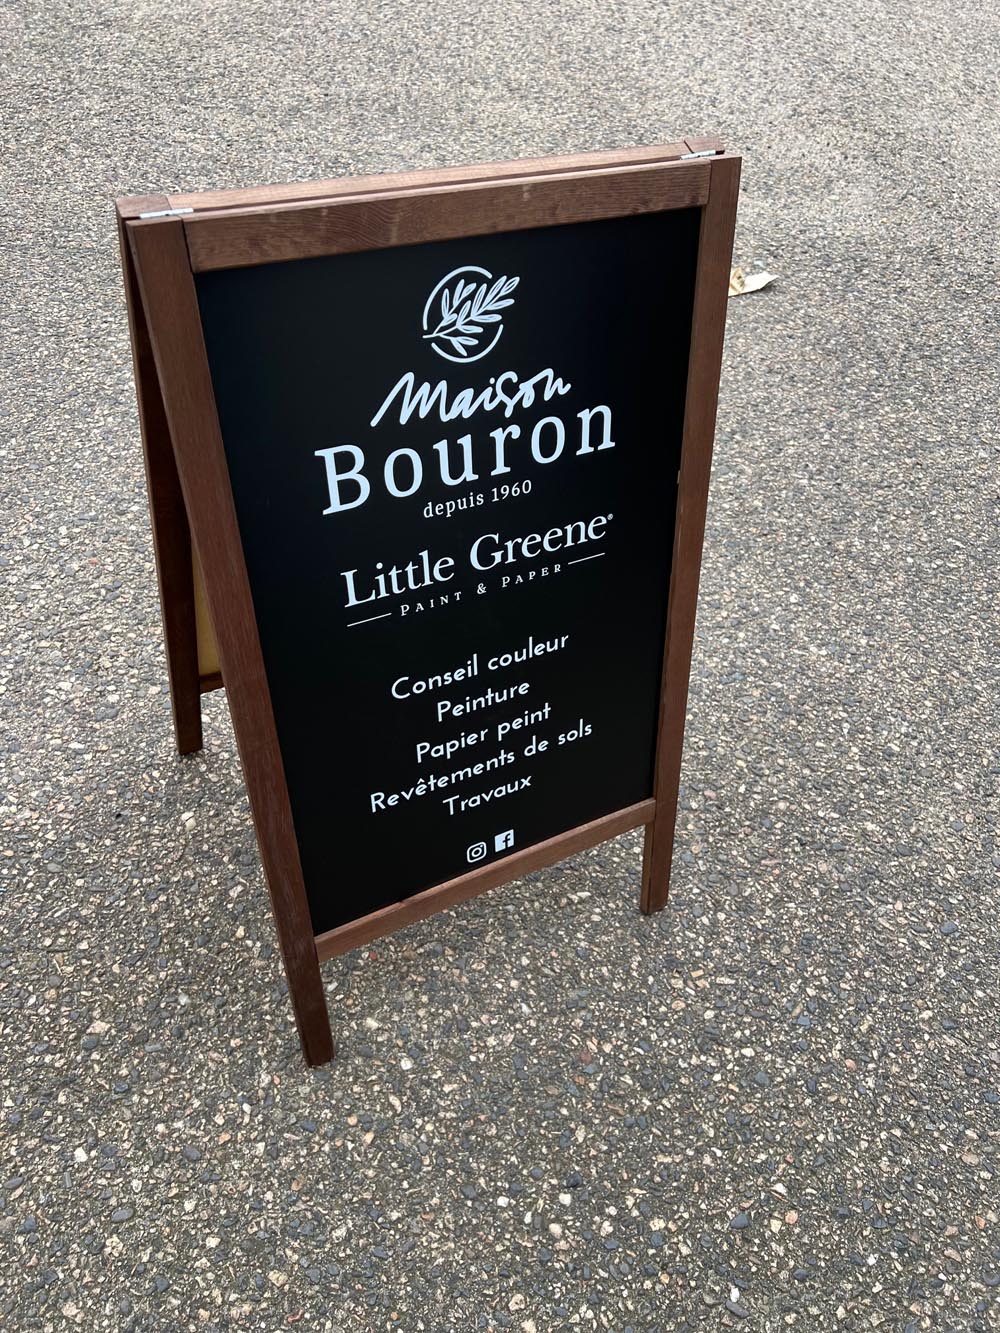 Maison
Bouron
depuis 1960
Little Greene®
PAINT & PAPER
Conseil couleur
Peinture
Papier peint
Revêtements de sols
Travaux